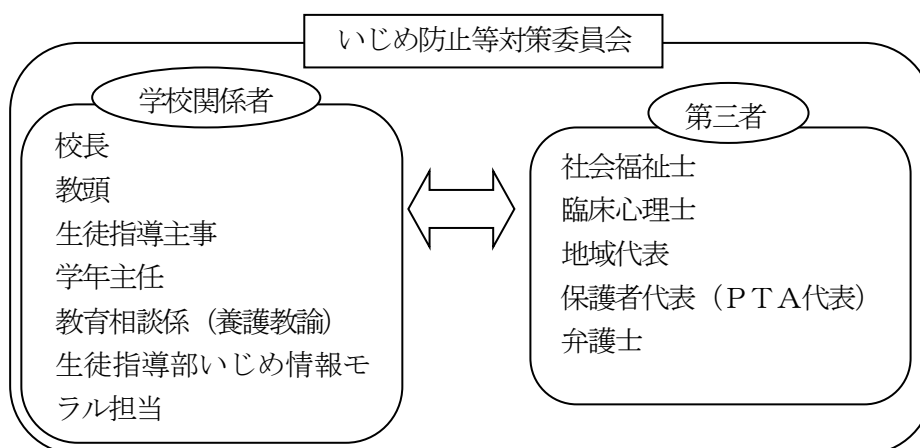 いじめ防止等対策委員会
学校関係者
校長
教頭
生徒指導主事
学年主任
教育相談係（養護教諭）
生徒指導部いじめ情報モ
ラル担当
第三者
社会福祉士
臨床心理士
地域代表
保護者代表（ＰＴＡ代表）
弁護士